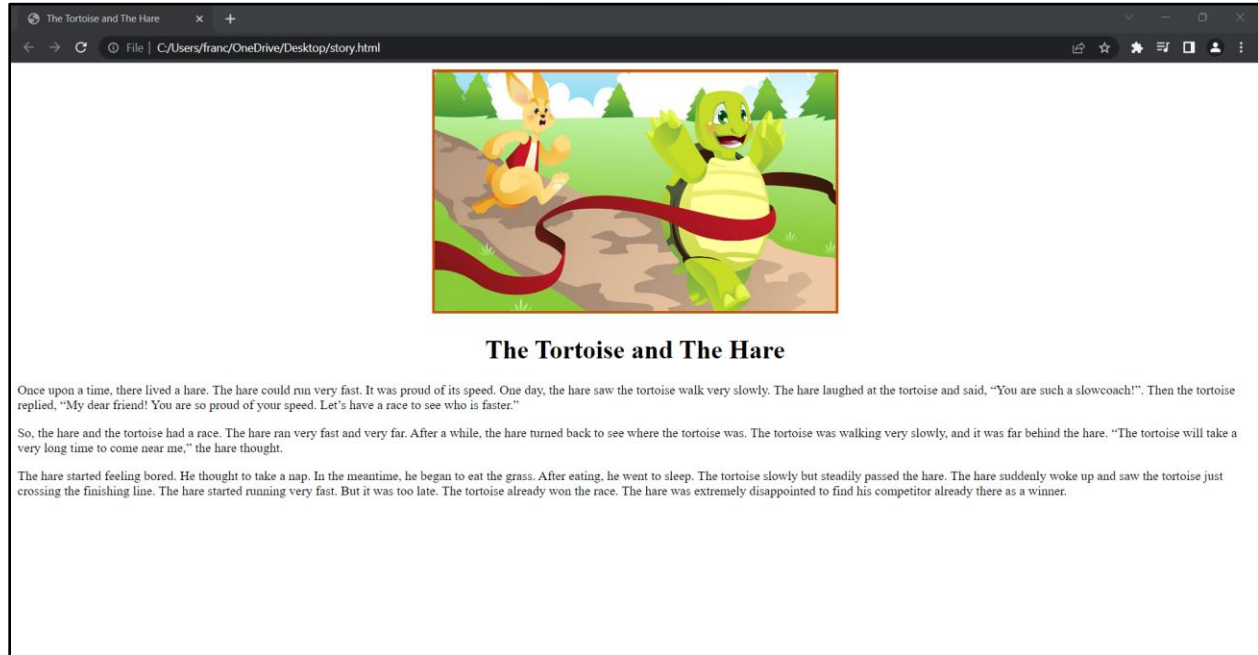 The Tortoise and The Hare
File | C:/Users/franc/OneDrive/Desktop/story.html
The Tortoise and The Hare
Once upon a time, there lived a hare. The hare could run very fast. It was proud of its speed. One day, the hare saw the tortoise walk very slowly. The hare laughed at the tortoise and said, “You are such a slowcoach!”. Then the tortoise
replied, “My dear friend! You are so proud of your speed. Let’s have a race to see who is faster.”
So, the hare and the tortoise had a race. The hare ran very fast and very far. After a while, the hare turned back to see where the tortoise was. The tortoise was walking very slowly, and it was far behind the hare. “The tortoise will take a
very long time to come near me,” the hare thought.
The hare started feeling bored. He thought to take a nap. In the meantime, he began to eat the grass. After eating, he went to sleep. The tortoise slowly but steadily passed the hare. The hare suddenly woke up and saw the tortoise just
crossing the finishing line. The hare started running very fast. But it was too late. The tortoise already won the race. The hare was extremely disappointed to find his competitor already there as a winner.